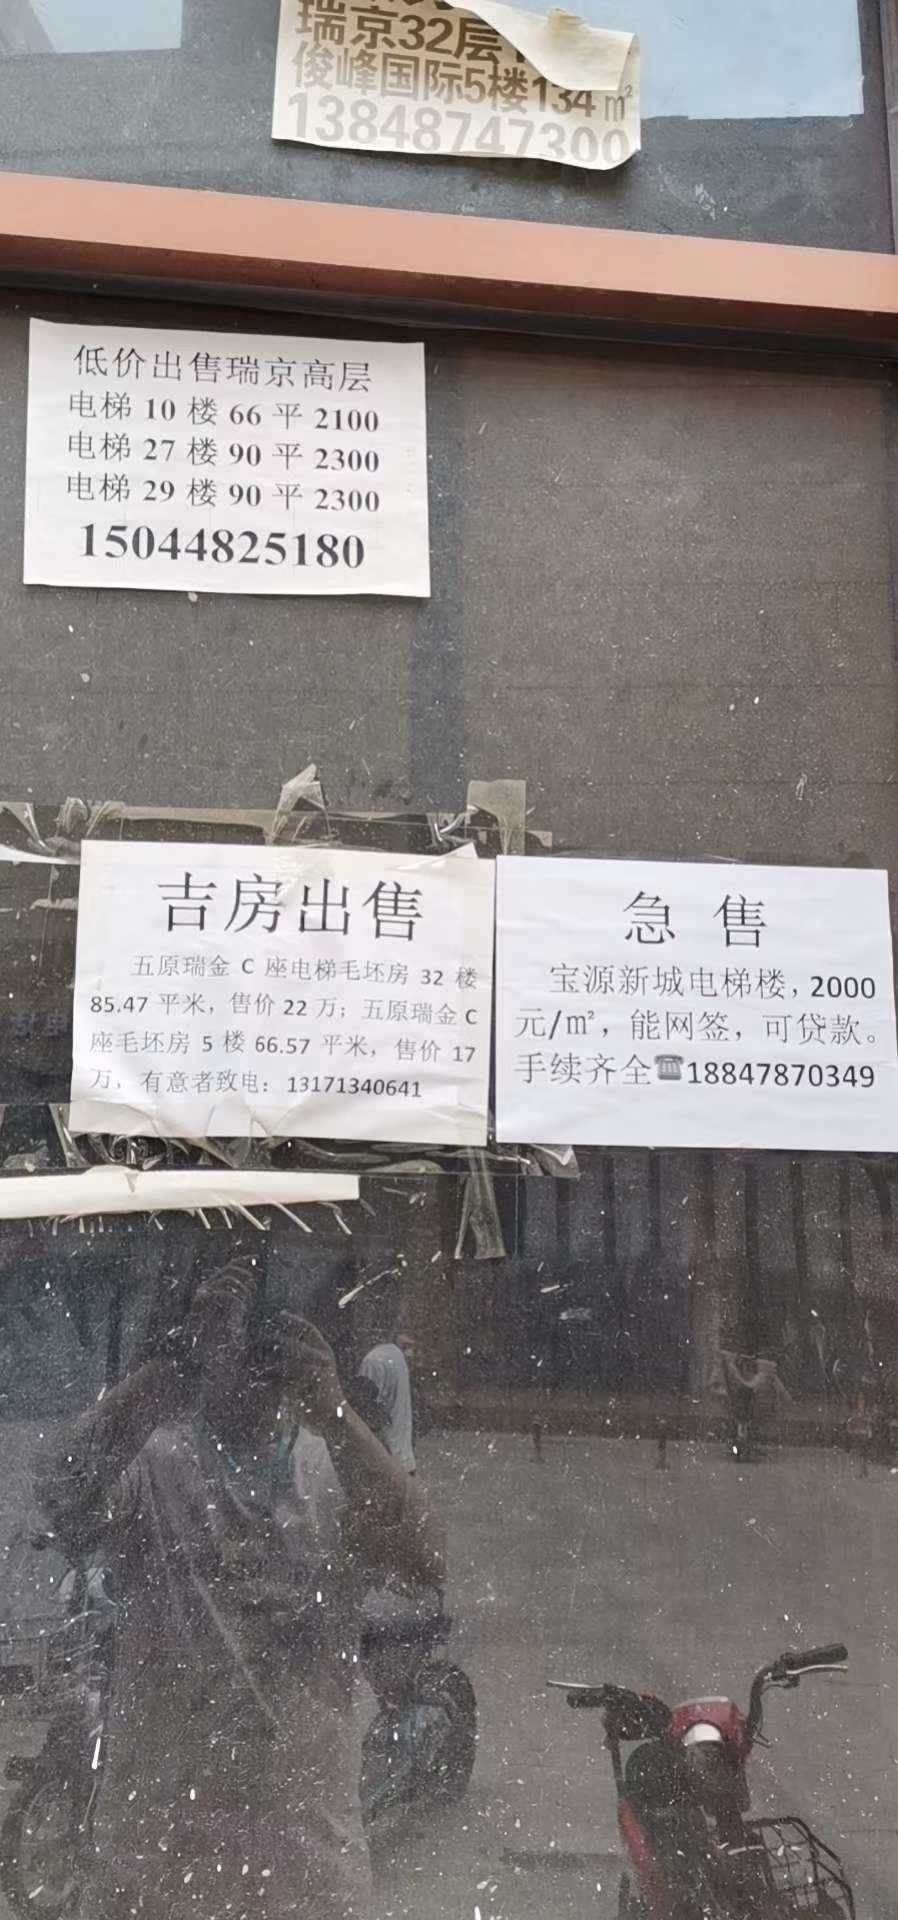 瑞京32层
俊峰国际5楼134㎡
13848747300
低价出售瑞京高层
电梯 10 楼 66 平 2100
电梯 27 楼 90 平 2300
电梯 29 楼 90 平 2300
15044825180
吉房出售
五原瑞金 C 座电梯毛坯房 32 楼
85.47 平米，售价 22 万；五原瑞金 C
座毛坯房 5 楼 66.57 平米，售价 17
万，有意者致电：13171340641
急 售
宝源新城电梯楼，2000
元/㎡，能网签，可贷款。
手续齐全☎18847870349